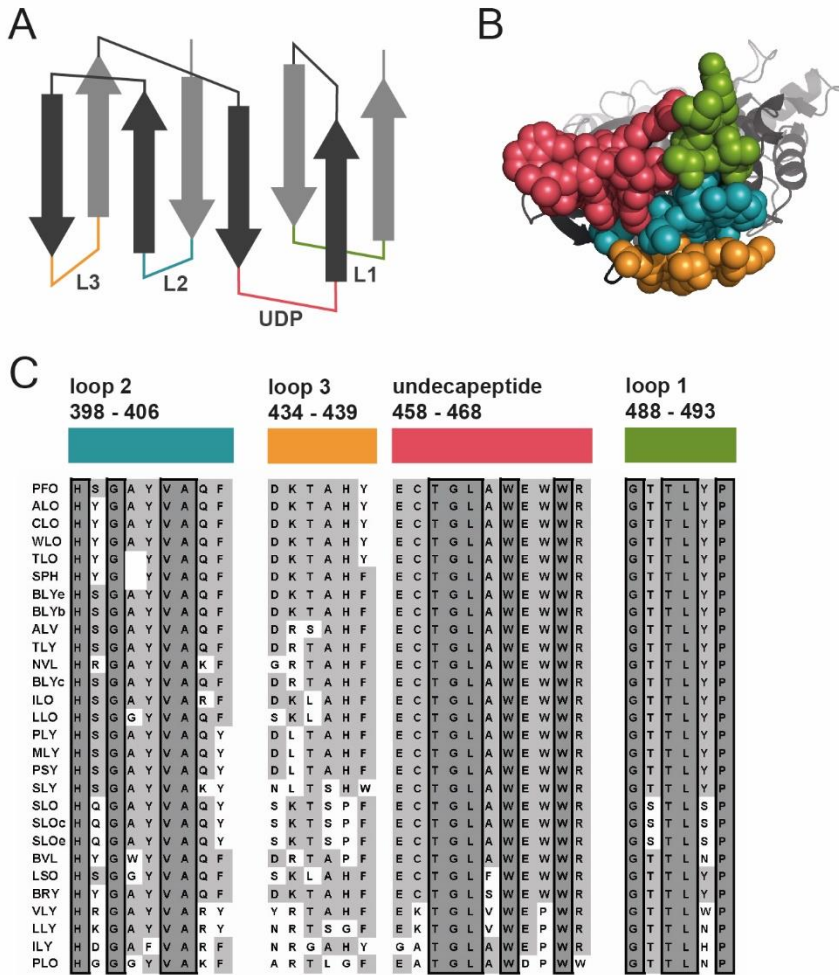 A
B
L3
L2
L1
UDP
C
loop 2
398 - 406
loop 3
434 - 439
undecapeptide
458 - 468
loop 1
488 - 493
PFO H S G A Y V A Q F D K T A H Y E C T G L A W E W W R G T T L Y P
ALO H Y G A Y V A Q F D K T A H Y E C T G L A W E W W R G T T L Y P
CLO H Y G A Y V A Q F D K T A H Y E C T G L A W E W W R G T T L Y P
WLO H Y G A Y V A Q F D K T A H Y E C T G L A W E W W R G T T L Y P
TLO H Y G Y V A Q F D K T A H Y E C T G L A W E W W R G T T L Y P
SPH H Y G Y V A Q F D K T A H F E C T G L A W E W W R G T T L Y P
BLYe H S G A Y V A Q F D K T A H F E C T G L A W E W W R G T T L Y P
BLYb H S G A Y V A Q F D K T A H F E C T G L A W E W W R G T T L Y P
ALV H S G A Y V A Q F D R S A H F E C T G L A W E W W R G T T L Y P
TLY H S G A Y V A Q F D R T A H F E C T G L A W E W W R G T T L Y P
NVL H R G A Y V A K F G R T A H F E C T G L A W E W W R G T T L Y P
BLYc H S G A Y V A Q F D R T A H F E C T G L A W E W W R G T T L Y P
ILO H S G A Y V A R F D K L A H F E C T G L A W E W W R G T T L Y P
LLO H S G G Y V A Q F S K L A H F E C T G L A W E W W R G T T L Y P
PLY H S G A Y V A Q Y D L T A H F E C T G L A W E W W R G T T L Y P
MLY H S G A Y V A Q Y D L T A H F E C T G L A W E W W R G T T L Y P
PSY H S G A Y V A Q Y D L T A H F E C T G L A W E W W R G T T L Y P
SLY H S G A Y V A K Y N L T S H W E C T G L A W E W W R G T T L Y P
SLO H Q G A Y V A Q Y S K T S P F E C T G L A W E W W R G S T L S P
SLOc H Q G A Y V A Q Y S K T S P F E C T G L A W E W W R G S T L S P
SLOe H Q G A Y V A Q Y S K T S P F E C T G L A W E W W R G S T L S P
BVL H Y G W Y V A Q F D R T A P F E C T G L A W E W W R G T T L N P
LSO H S G G Y V A Q F S K L A H F E C T G L F W E W W R G T T L Y P
BRY H Y G A Y V A Q F D K T A H F E C T G L S W E W W R G T T L Y P
VLY H R G A Y V A R Y Y R T A H F E K T G L V W E P W R G T T L W P
LLY H K G A Y V A R Y N R T S G F E K T G L V W E P W R G T T L N P
ILY H D G A F V A R F N R G A H Y G A T G L A W E P W R G T T L H P
PLO H G G G Y V A K F A R T L G F E A T G L A W D P W W G T T L N P